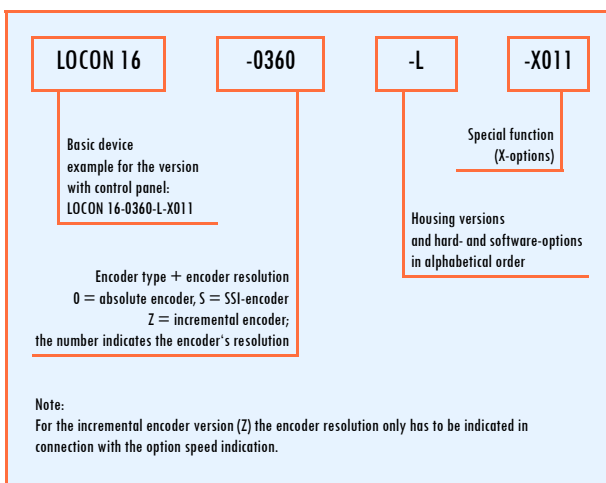 LOCON 16 -0360 -L -X011
Basic device
example for the version
with control panel:
LOCON 16-0360-L-X011
Special function
(X-options)
Housing versions
and hard- and software-options
in alphabetical order
Encoder type + encoder resolution
0 = absolute encoder, S = SSI-encoder
Z = incremental encoder;
the number indicates the encoder‘s resolution
Note:
For the incremental encoder version (Z) the encoder resolution only has to be indicated in
connection with the option speed indication.